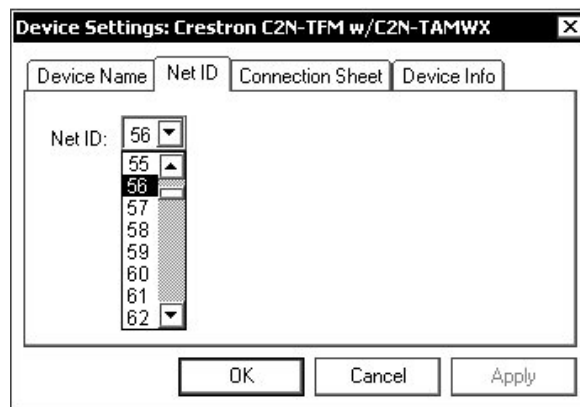 Device Settings: Crestron C2N-TFM w/C2N-TAMWX
Device Name Net ID Connection Sheet Device Info
Net ID: 56
55
56
57
58
59
60
61
62
OK Cancel Apply